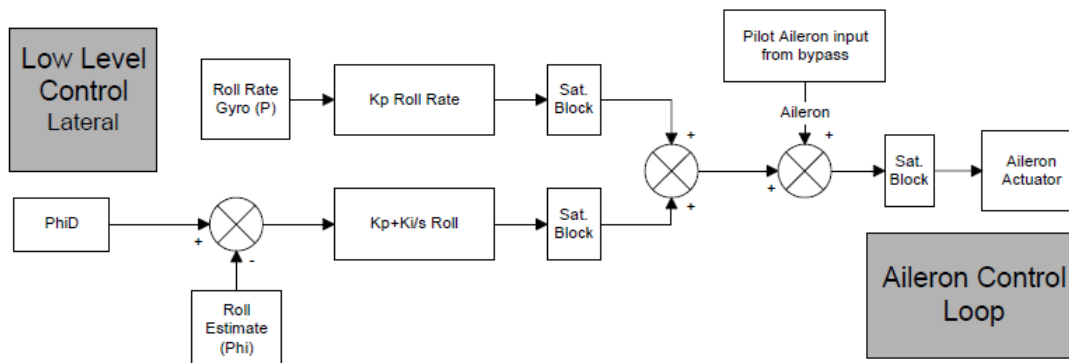 Low Level
Control
Lateral
Roll Rate
Gyro (P)
Kp Roll Rate
Sat.
Block
+
+
Pilot Aileron input
from bypass
Aileron
+
+
Sat.
Block
Aileron
Actuator
PhiD
+
-
Roll
Estimate
(Phi)
Kp+Ki/s Roll
Sat.
Block
Aileron Control
Loop